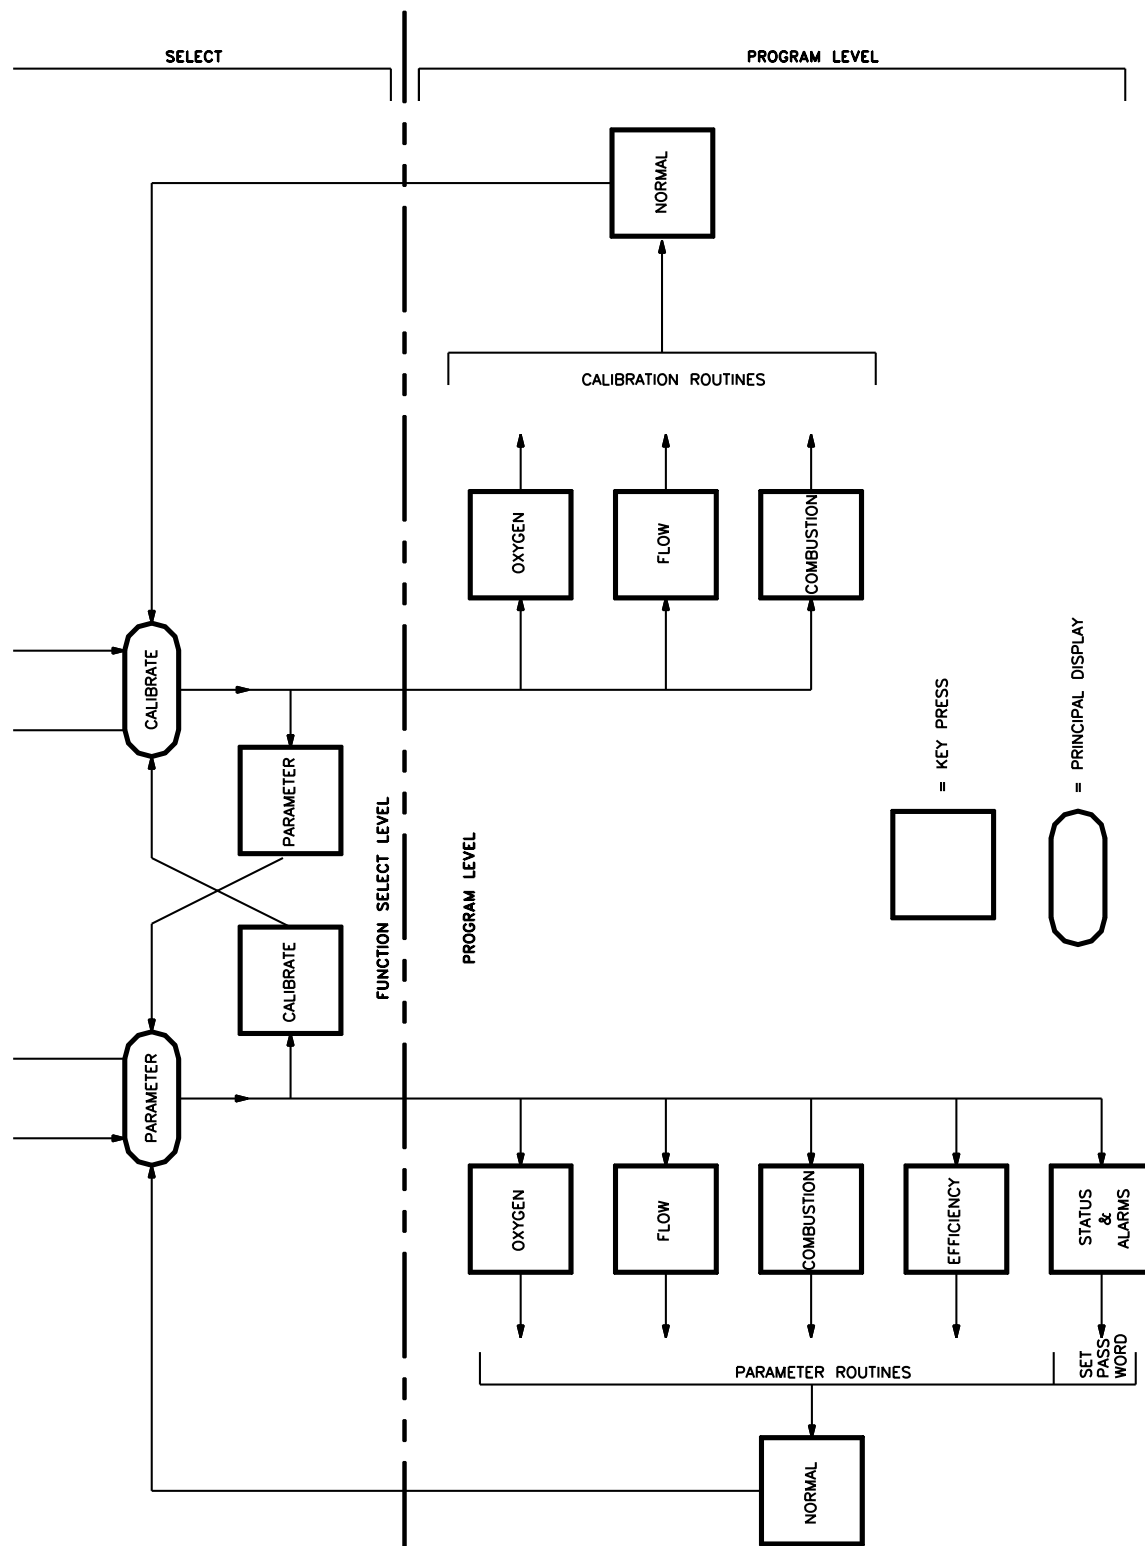 SELECT
PROGRAM LEVEL
NORMAL
CALIBRATION ROUTINES
OXYGEN
FLOW
COMBUSTION
CALIBRATE
PARAMETER
= KEY PRESS
= PRINCIPAL DISPLAY
FUNCTION SELECT LEVEL
PROGRAM LEVEL
CALIBRATE
PARAMETER
OXYGEN
FLOW
COMBUSTION
EFFICIENCY
STATUS
&
ALARMS
PARAMETER ROUTINES
SET
PASS
WORD
NORMAL